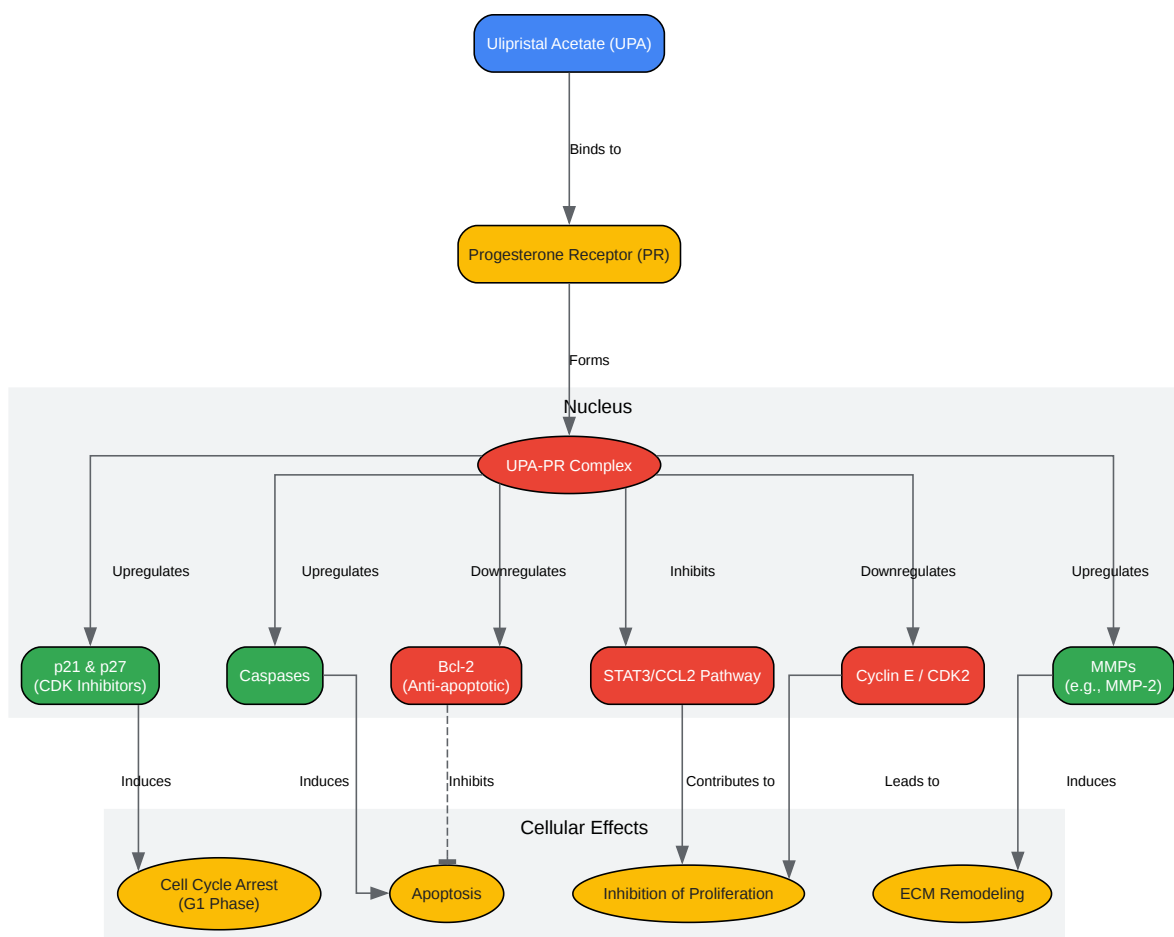 Ulipristal Acetate (UPA)
Binds to
Progesterone Receptor (PR)
Forms
Nucleus
UPA-PR Complex
Upregulates
Upregulates
Downregulates
Inhibits
Downregulates
Upregulates
p21 & p27
(CDK Inhibitors)
Caspases
Bcl-2
(Anti-apoptotic)
STAT3/CCL2 Pathway
Cyclin E / CDK2
MMPs
(e.g., MMP-2)
Induces
Induces
Inhibits
Contributes to
Leads to
Induces
Cellular Effects
Cell Cycle Arrest
(G1 Phase)
Apoptosis
Inhibition of Proliferation
ECM Remodeling